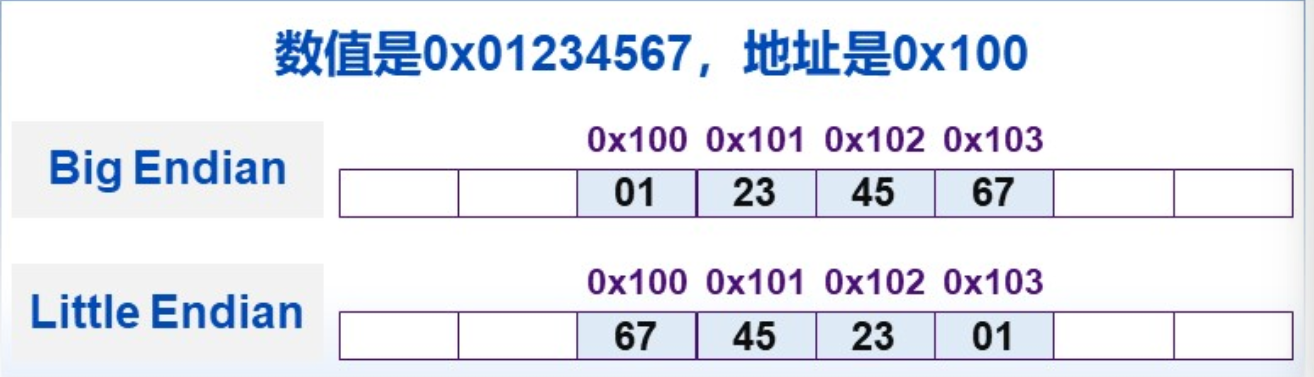 数值是0x01234567，地址是0x100
0x100 0x101 0x102 0x103
Big Endian
01 23 45 67
0x100 0x101 0x102 0x103
Little Endian
67 45 23 01